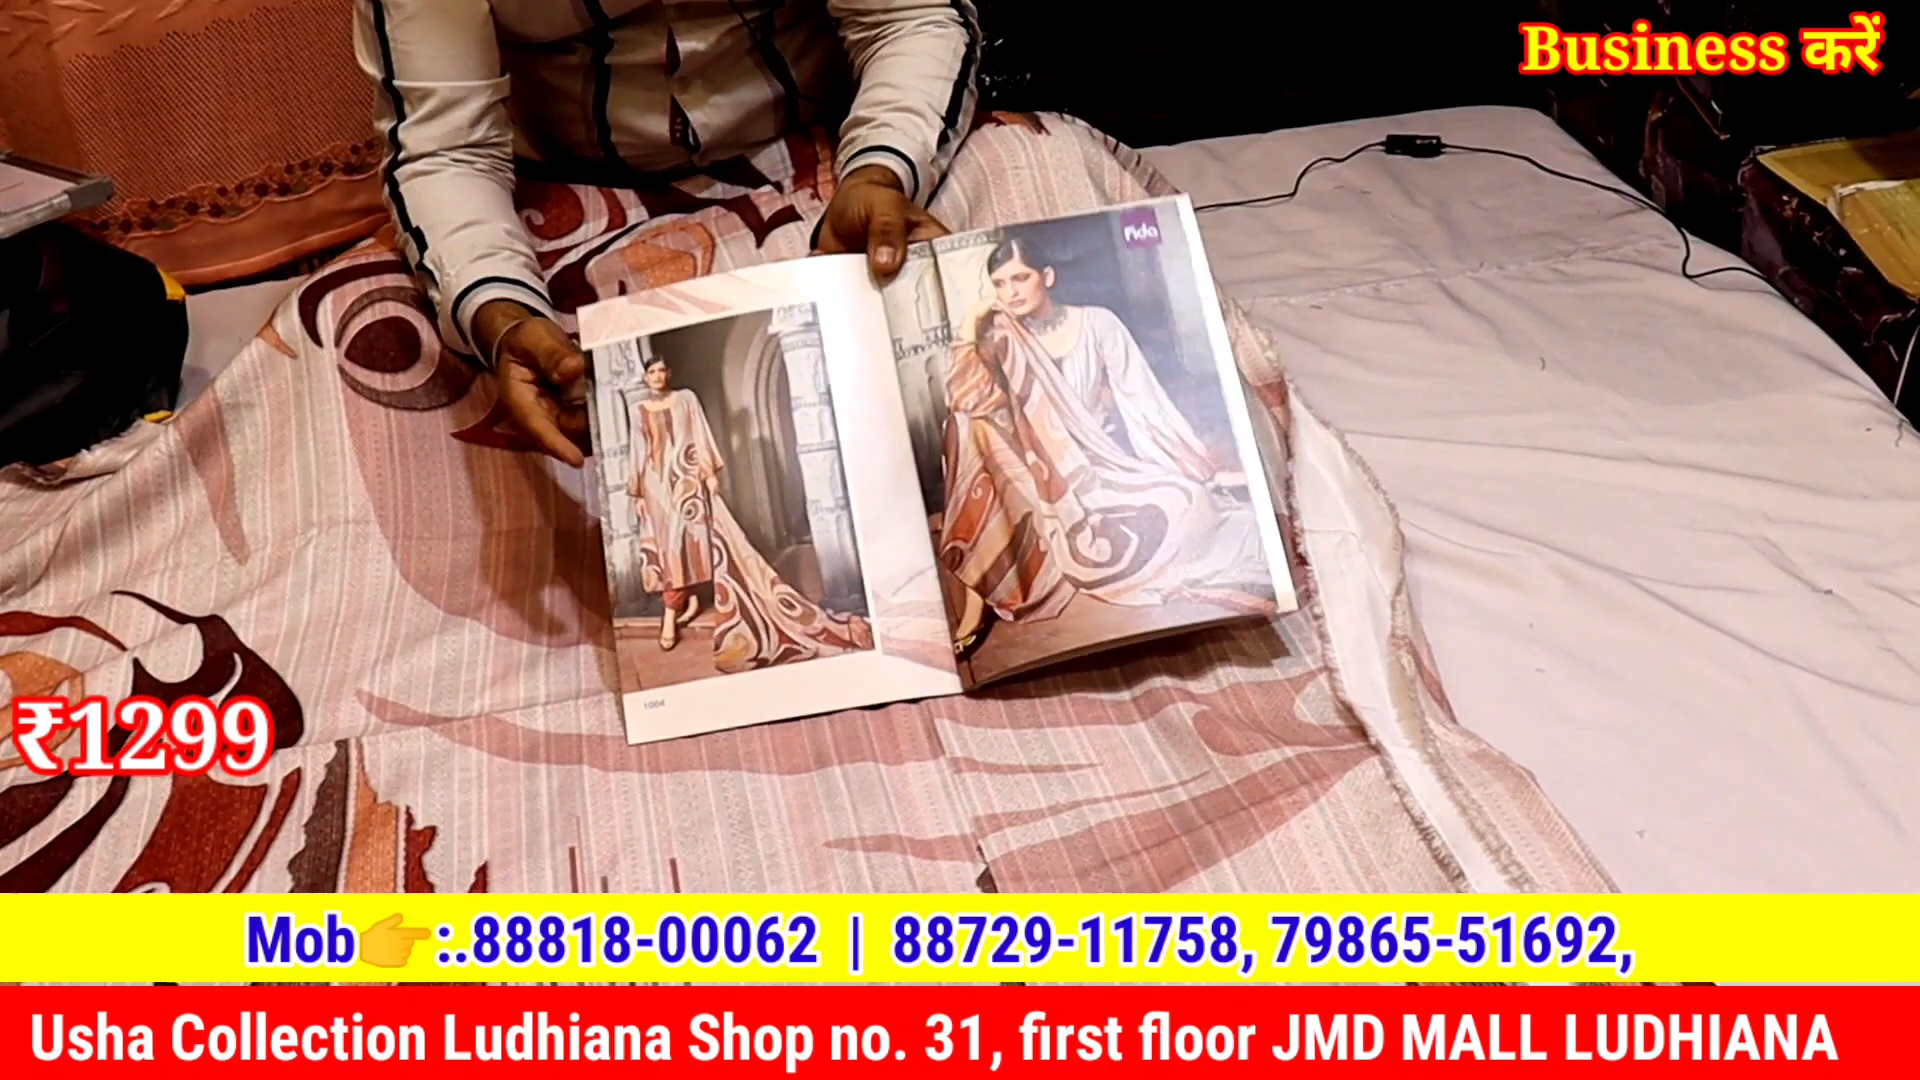 Business करें
Fida
1004
₹1299
Mob👉:.88818-00062 | 88729-11758, 79865-51692,
Usha Collection Ludhiana Shop no. 31, first floor JMD MALL LUDHIANA